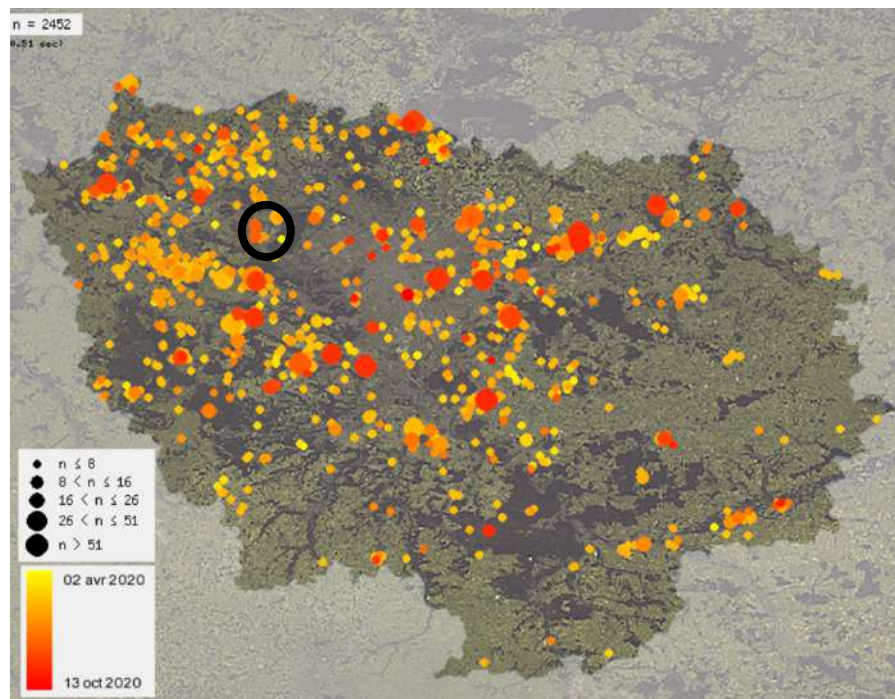 n = 2452
0.51 sec)
n ≤ 8
8 < n ≤ 16
16 < n ≤ 26
26 < n ≤ 51
n > 51
02 avr 2020
13 oct 2020